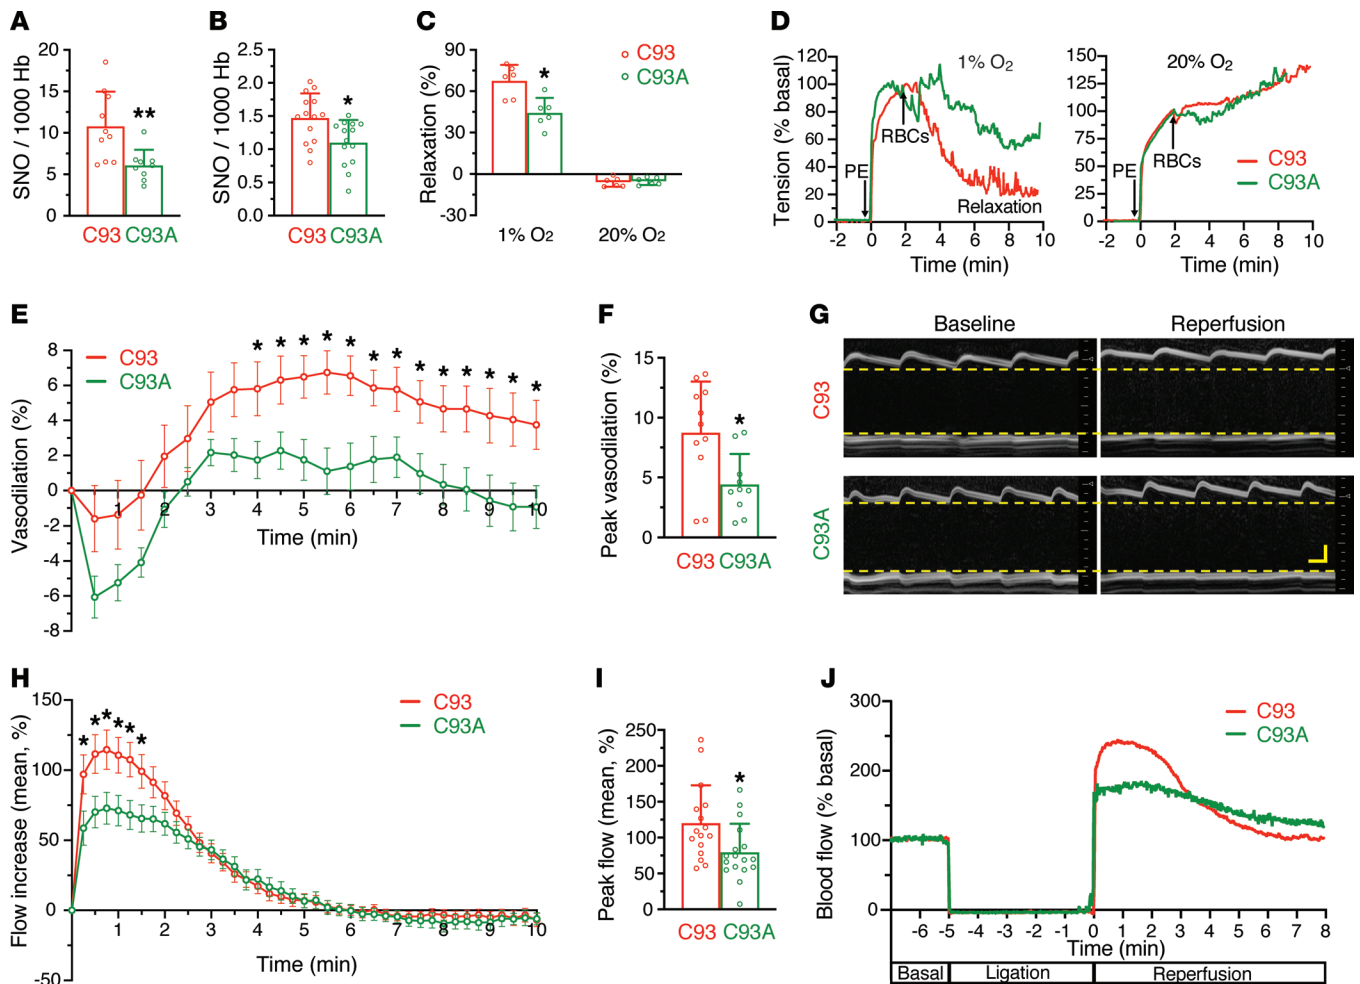 A
SNO / 1000 Hb
20
15
10
5
0
**
C93
C93A
B
SNO / 1000 Hb
2.5
2.0
1.5
1.0
0.5
0.0
*
C93
C93A
C
Relaxation (%)
90
60
30
0
-30
*
C93
C93A
1% O2
20% O2
D
Tension (% basal)
120
100
80
60
40
20
0
1% O2
RBCs
PE
Relaxation
-2 0 2 4 6 8 10
Time (min)
150
125
100
75
50
25
0
20% O2
RBCs
PE
C93
C93A
-2 0 2 4 6 8 10
Time (min)
E
Vasodilation (%)
8
6
4
2
0
-2
-4
-6
-8
C93
C93A
* * * * * * * * * * * * *
1 2 3 4 5 6 7 8 9 10
Time (min)
F
Peak vasodilation (%)
15
10
5
0
*
C93
C93A
G
Baseline
Reperfusion
C93
C93A
H
Flow increase (mean, %)
150
100
50
0
-50
* * * * * *
C93
C93A
1 2 3 4 5 6 7 8 9 10
Time (min)
I
Peak flow (mean, %)
250
200
150
100
50
0
*
C93
C93A
J
Blood flow (% basal)
300
200
100
0
C93
C93A
-6 -5 -4 -3 -2 -1 0 1 2 3 4 5 6 7 8
Time (min)
Basal
Ligation
Reperfusion